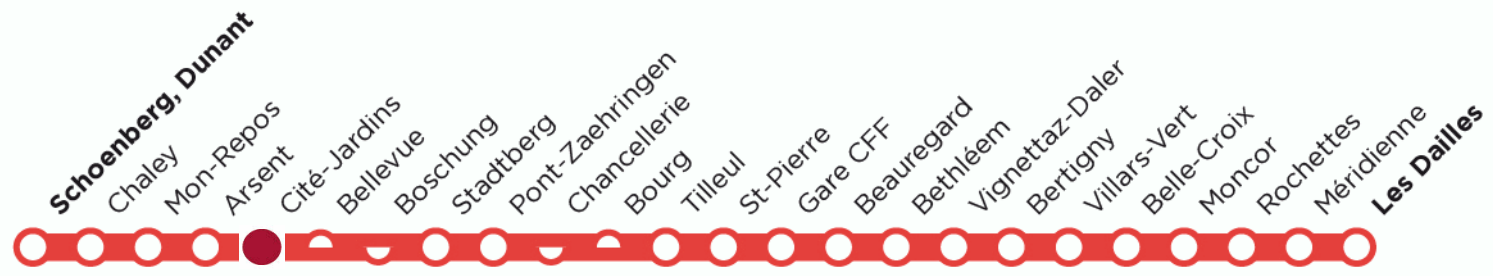 Schoenberg, Dunant
Chaley
Mon-Repos
Arsent
Cité-Jardins
Bellevue
Boschung
Stadtberg
Pont-Zaehringen
Chancellerie
Bourg
Tilleul
St-Pierre
Gare CFF
Beauregard
Bethléem
Vignettaz-Daler
Bertigny
Villars-Vert
Belle-Croix
Moncor
Rochettes
Méridienne
Les Dailles